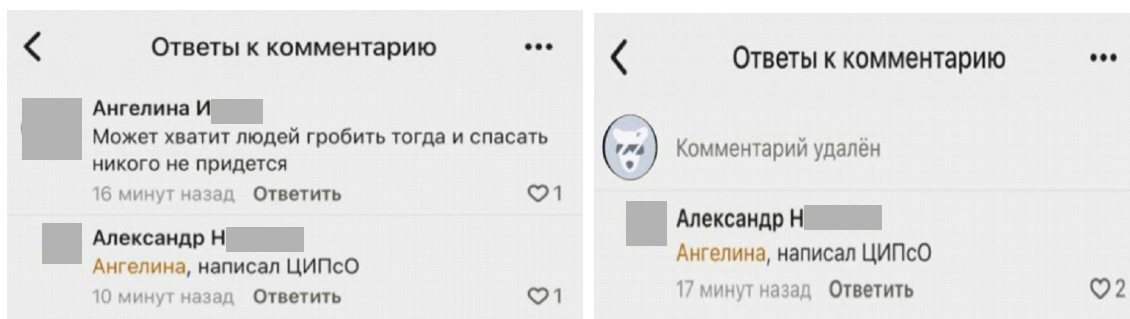 Ответы к комментарию
Ангелина И
Может хватит людей гробить тогда и спасать
никого не придется
16 минут назад Ответить 1
Александр Н
Ангелина, написал ЦИПсО
10 минут назад Ответить 1
Ответы к комментарию
Комментарий удалён
Александр Н
Ангелина, написал ЦИПсО
17 минут назад Ответить 2